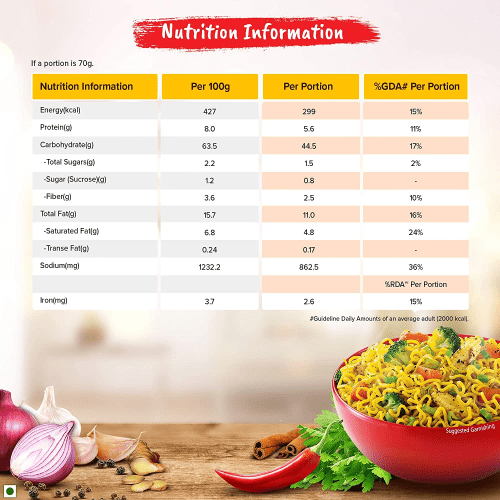 Nutrition Information
If a portion is 70g.
Nutrition Information Per 100g Per Portion %GDA# Per Portion
Energy(kcal) 427 299 15%
Protein(g) 8.0 5.6 11%
Carbohydrate(g) 63.5 44.5 17%
-Total Sugars(g) 2.2 1.5 2%
-Sugar (Sucrose)(g) 1.2 0.8 -
-Fiber(g) 3.6 2.5 10%
Total Fat(g) 15.7 11.0 16%
-Saturated Fat(g) 6.8 4.8 24%
-Transe Fat(g) 0.24 0.17 -
Sodium(mg) 1232.2 862.5 36%
%RDA^ Per Portion
Iron(mg) 3.7 2.6 15%
#Guideline Daily Amounts of an average adult (2000 kcal).
Suggested Garnishing